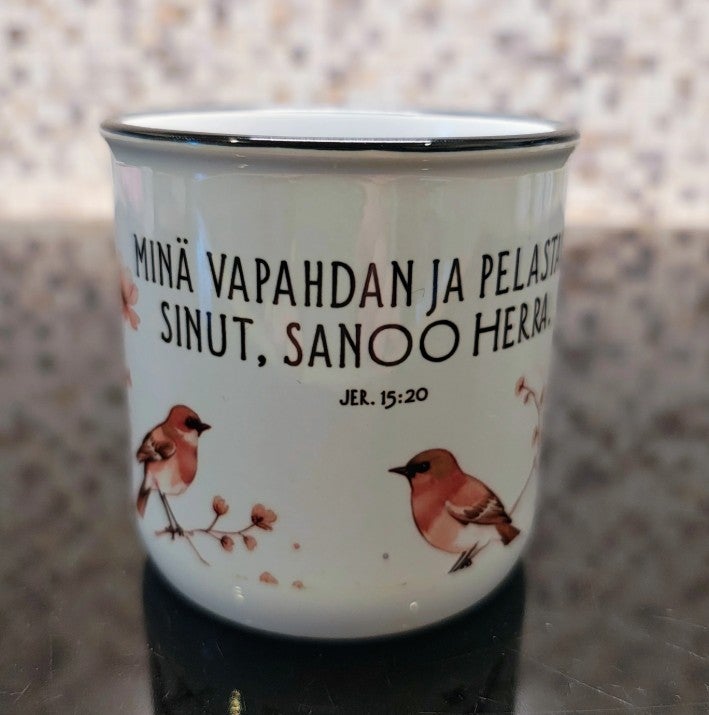 MINÄ VAPAHDAN JA PELASTA
SINUT, SANOO HERRA.
JER. 15:20